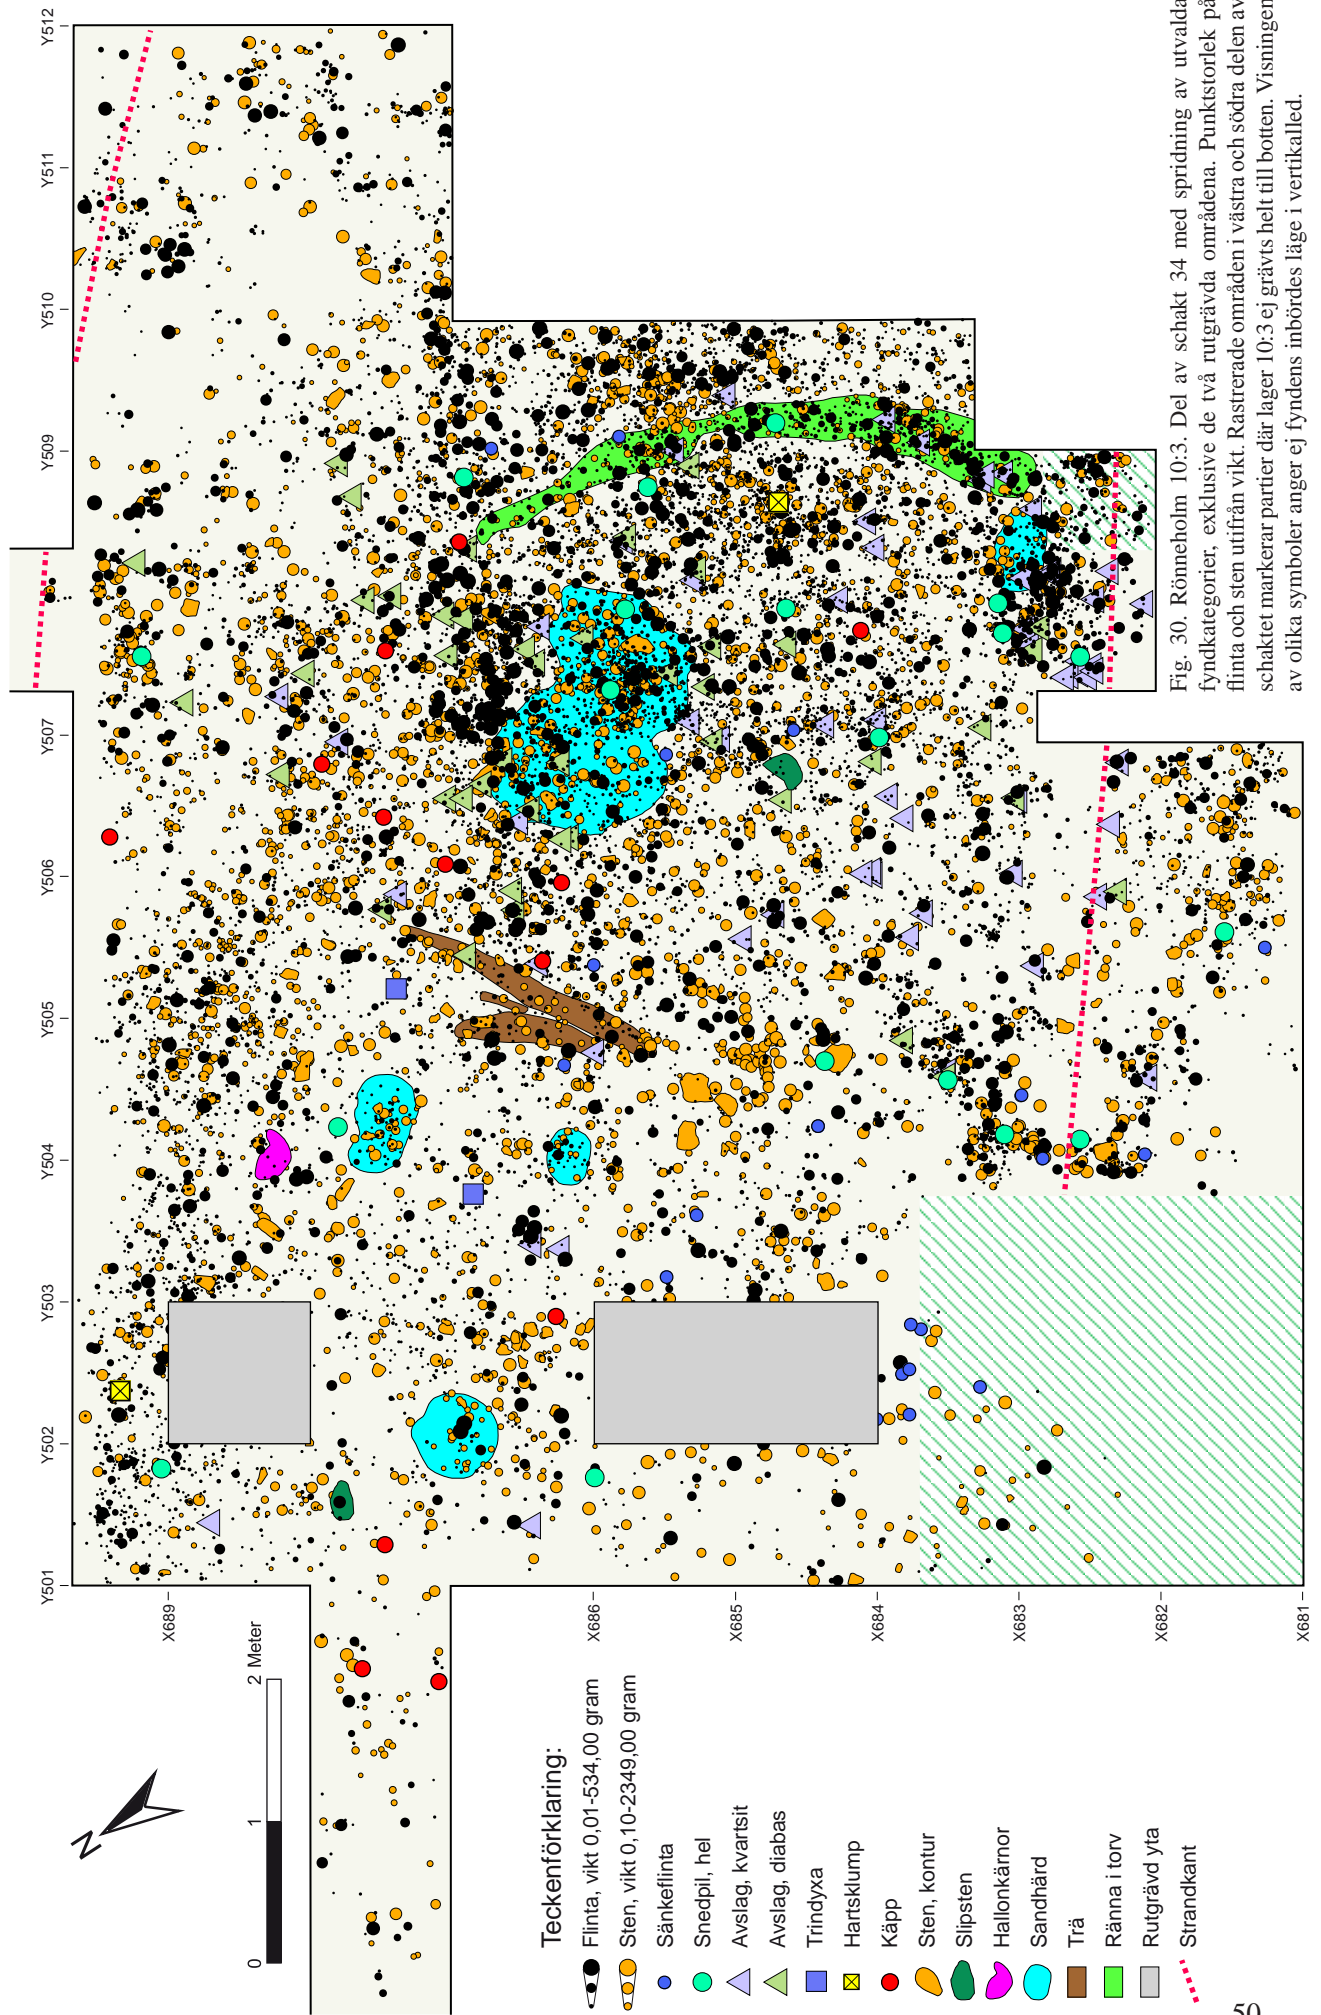 Y501
Y502
Y503
Y504
Y505
Y506
Y507
Y509
Y510
Y511
Y512
X689
X686
X685
X684
X683
X682
X681
N
0
1
2 Meter
Teckenförklaring:
Flinta, vikt 0,01-534,00 gram
Sten, vikt 0,10-2349,00 gram
Sänkeflinta
Snedpil, hel
Avslag, kvartsit
Avslag, diabas
Trindyxa
Hartsklump
Käpp
Sten, kontur
Slipsten
Hallonkärnor
Sandhärd
Trä
Ränna i torv
Rutgrävd yta
Strandkant
Fig. 30. Rönneholm 10:3. Del av schakt 34 med spridning av utvalda
fyndkategorier, exklusive de två rutgrävda områdena. Punktstorlek på
flinta och sten utifrån vikt. Rastrerade områden i västra och södra delen av
schaktet markerar partier där lager 10:3 ej grävts helt till botten. Visningen
av olika symboler anger ej fyndens inbördes läge i vertikalled.
50